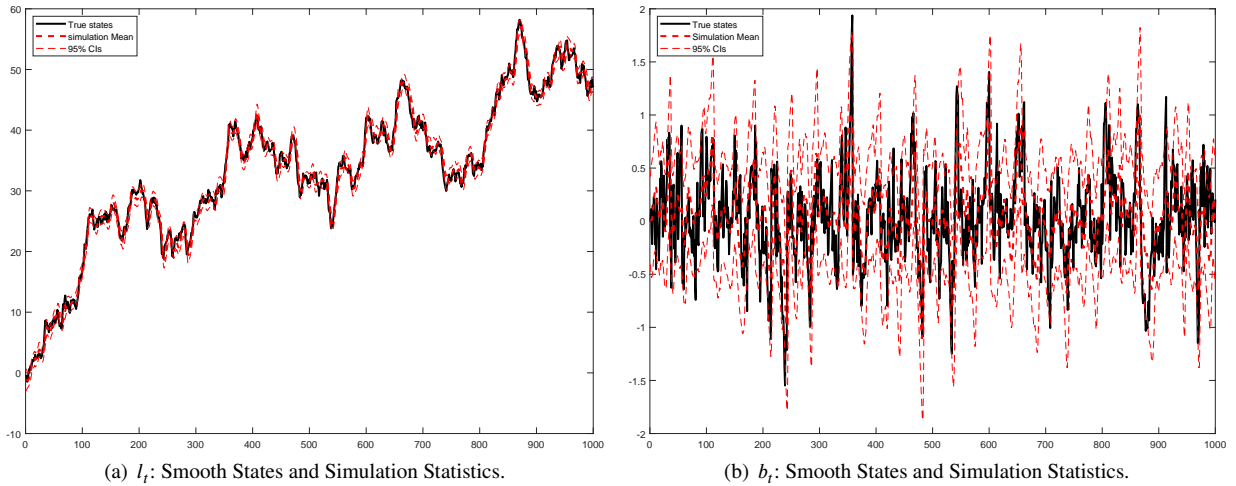 60
50
40
30
20
10
0
-10
0 100 200 300 400 500 600 700 800 900 1000
True states
simulation Mean
95% CIs
(a) l_t: Smooth States and Simulation Statistics.
2
1.5
1
0.5
0
-0.5
-1
-1.5
-2
0 100 200 300 400 500 600 700 800 900 1000
True states
Simulation Mean
95% CIs
(b) b_t: Smooth States and Simulation Statistics.